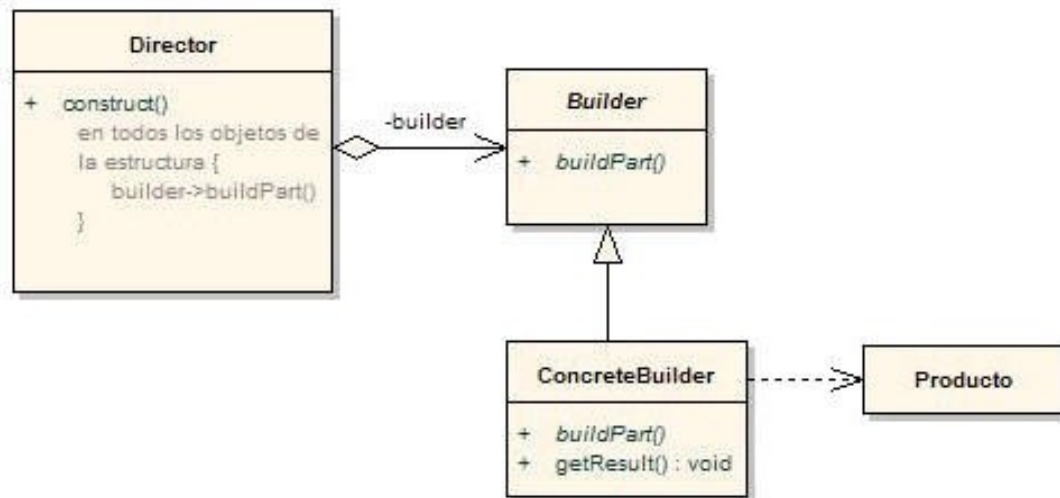 Director
+ construct()
en todos los objetos de
la estructura {
builder->buildPart()
}
-builder
Builder
+ buildPart()
ConcreteBuilder
+ buildPart()
+ getResult() : void
Producto